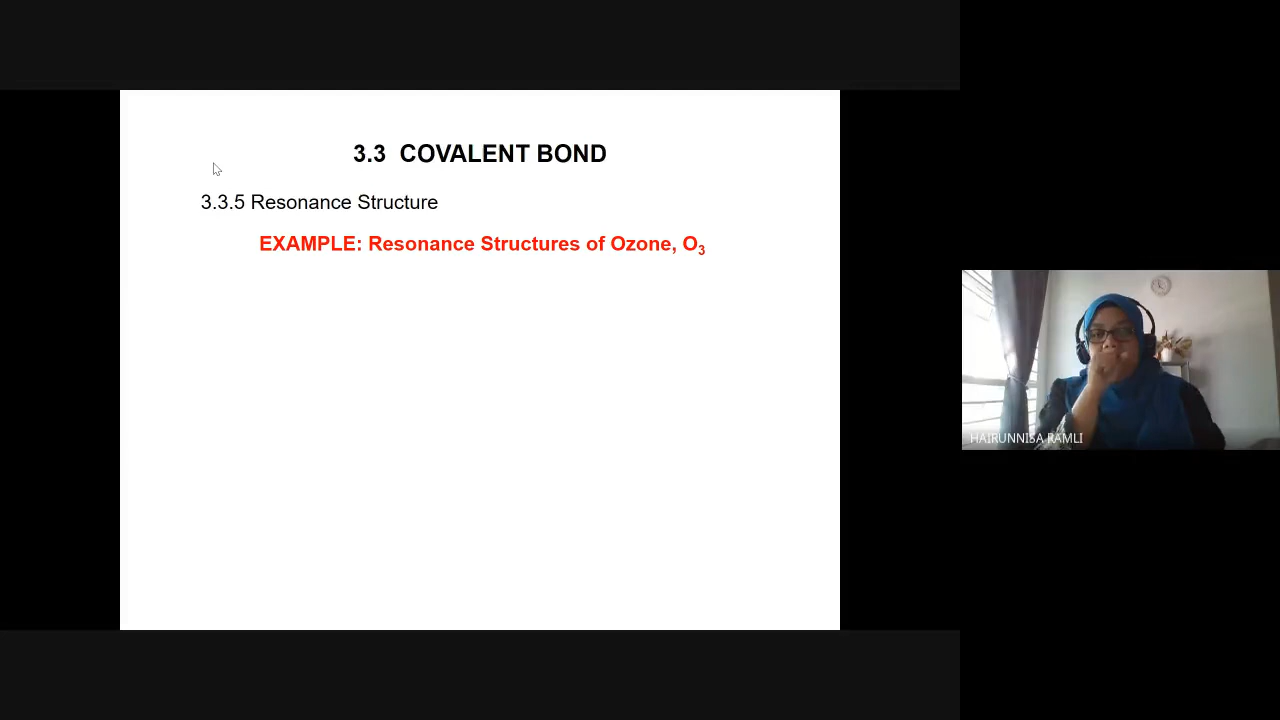 3.3 COVALENT BOND
3.3.5 Resonance Structure
EXAMPLE: Resonance Structures of Ozone, O₃
HAIRUNNISA RAMLI